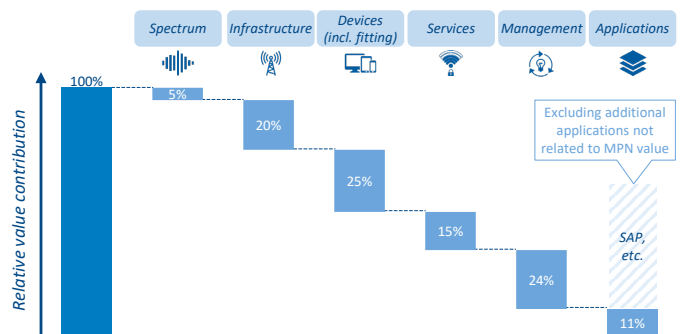 Spectrum
Infrastructure
Devices
(incl. fitting)
Services
Management
Applications
Relative value contribution
100%
5%
20%
25%
15%
24%
11%
Excluding additional
applications not
related to MPN value
SAP,
etc.